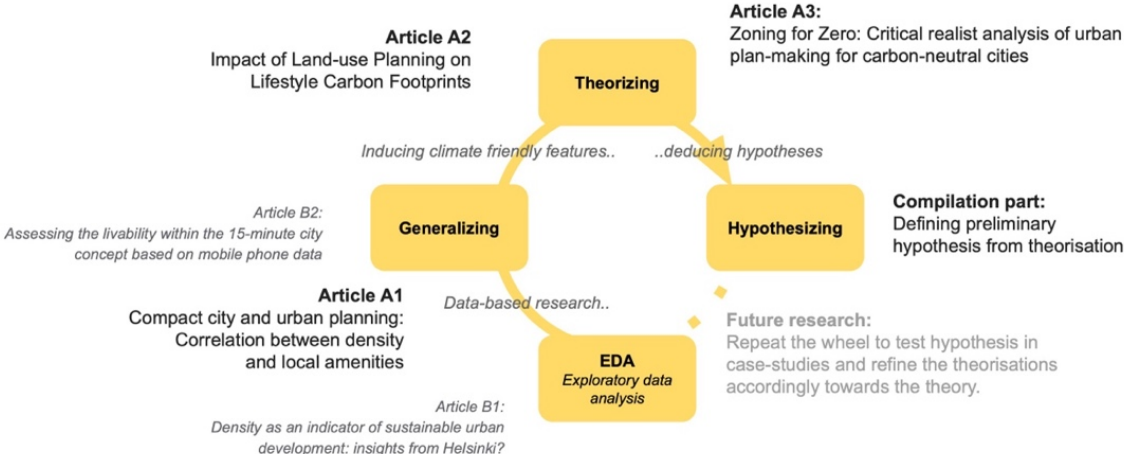 Article A2
Impact of Land-use Planning on
Lifestyle Carbon Footprints
Article A3:
Zoning for Zero: Critical realist analysis of urban
plan-making for carbon-neutral cities
Theorizing
Inducing climate friendly features..
..deducing hypotheses
Article B2:
Assessing the livability within the 15-minute city
concept based on mobile phone data
Generalizing
Hypothesizing
Compilation part:
Defining preliminary
hypothesis from theorisation
Article A1
Compact city and urban planning:
Correlation between density
and local amenities
Data-based research..
EDA
Exploratory data
analysis
Future research:
Repeat the wheel to test hypothesis in
case-studies and refine the theorisations
accordingly towards the theory.
Article B1:
Density as an indicator of sustainable urban
development: insights from Helsinki?